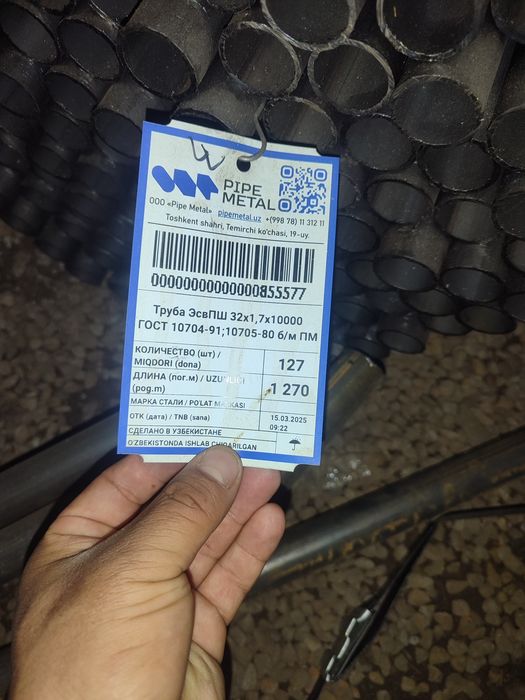 PIPE
METAL
ООО «Pipe Metal» pipemetal.uz +(998 78) 11 312 11
Toshkent shahri, Temirchi ko'chasi, 19-uy.
00000000000000855577
Труба ЭсвПШ 32х1,7х10000
ГОСТ 10704-91;10705-80 б/м ПМ
КОЛИЧЕСТВО (шт) /
MIQDORI (dona)
127
ДЛИНА (пог.м) / UZUNLIGI
(pog.m)
1 270
МАРКА СТАЛИ / PO'LAT MARKASI
ОТК (дата) / TNB (sana)
15.03.2025
09:22
СДЕЛАНО В УЗБЕКИСТАНЕ
O'ZBEKISTONDA ISHLAB CHIQARILGAN